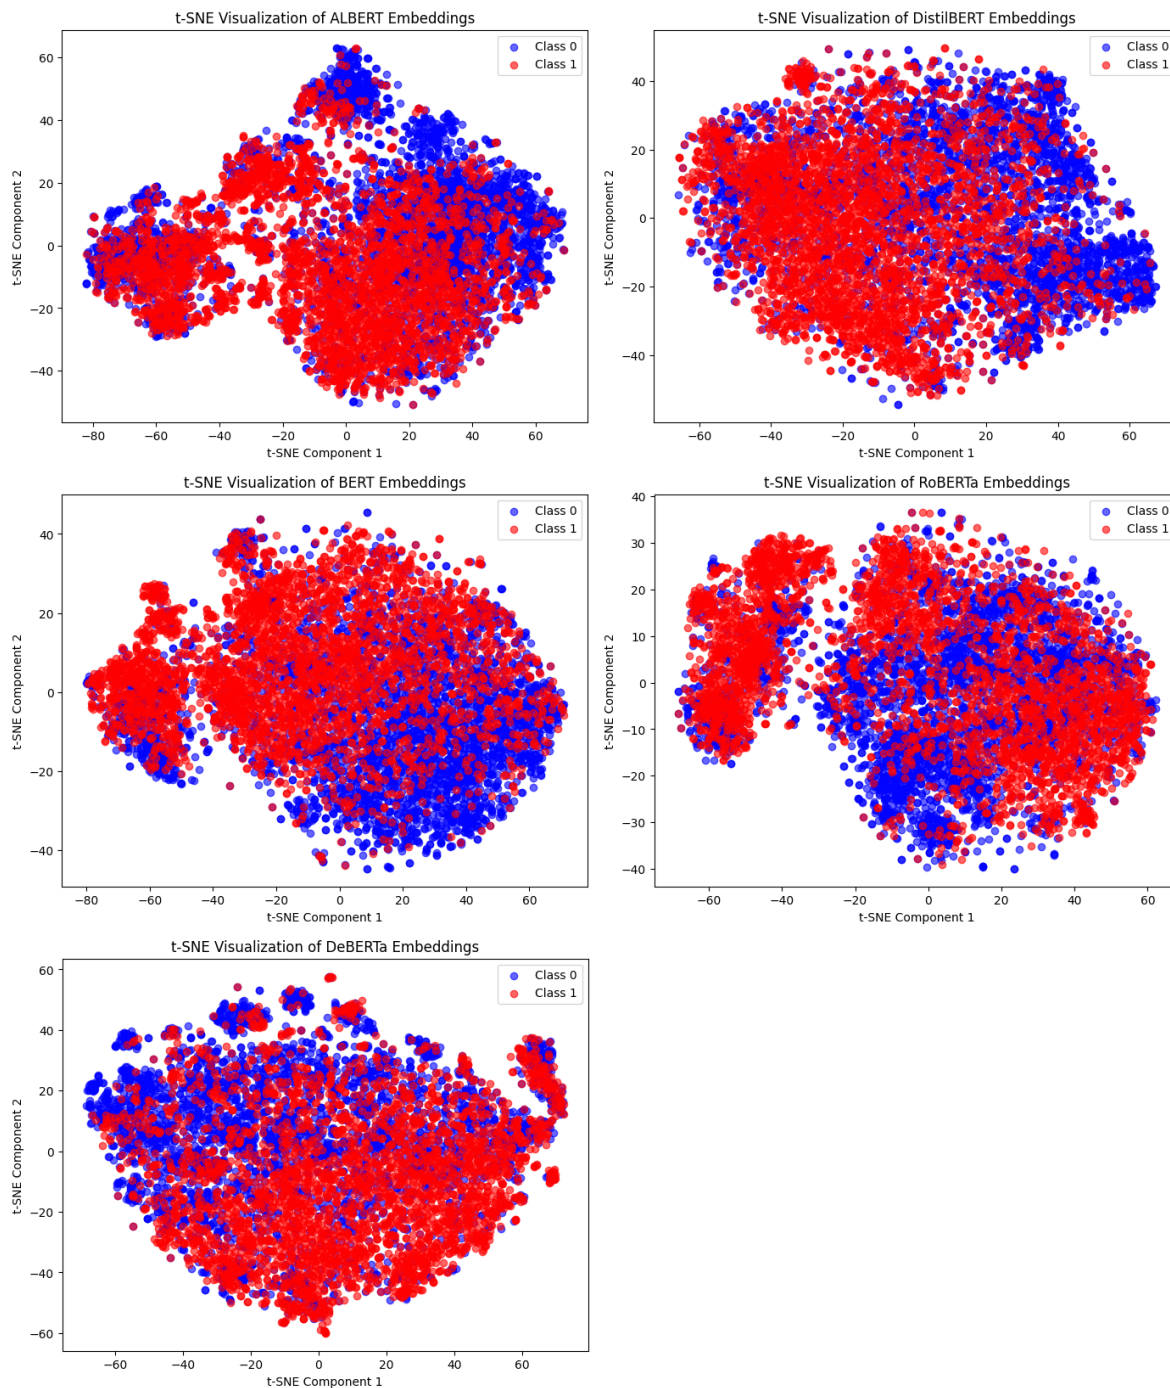 t-SNE Visualization of ALBERT Embeddings
Class 0
Class 1
60
40
20
0
−20
−40
t-SNE Component 2
−80 −60 −40 −20 0 20 40 60
t-SNE Component 1
t-SNE Visualization of DistilBERT Embeddings
Class 0
Class 1
40
20
0
−20
−40
t-SNE Component 2
−60 −40 −20 0 20 40 60
t-SNE Component 1
t-SNE Visualization of BERT Embeddings
Class 0
Class 1
40
20
0
−20
−40
t-SNE Component 2
−80 −60 −40 −20 0 20 40 60
t-SNE Component 1
t-SNE Visualization of RoBERTa Embeddings
Class 0
Class 1
40
30
20
10
0
−10
−20
−30
−40
t-SNE Component 2
−60 −40 −20 0 20 40 60
t-SNE Component 1
t-SNE Visualization of DeBERTa Embeddings
Class 0
Class 1
60
40
20
0
−20
−40
−60
t-SNE Component 2
−60 −40 −20 0 20 40 60
t-SNE Component 1